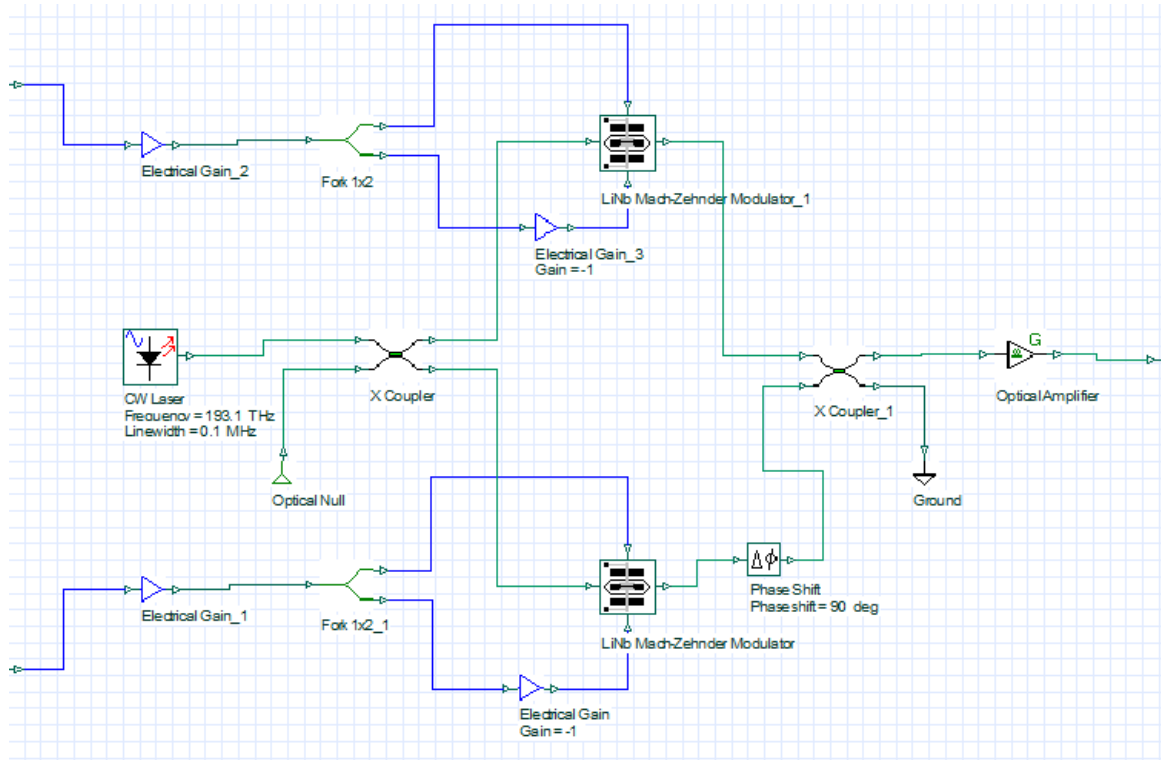 Electrical Gain_2
Fork 1x2
LiNb Mach-Zehnder Modulator_1
Electrical Gain_3
Gain = -1
CW Laser
Frequency = 193.1 THz
Linewidth = 0.1 MHz
X Coupler
Optical Null
X Coupler_1
G
Optical Amplifier
Ground
Electrical Gain_1
Fork 1x2_1
LiNb Mach-Zehnder Modulator
Δϕ
Phase Shift
Phase shift = 90 deg
Electrical Gain
Gain = -1